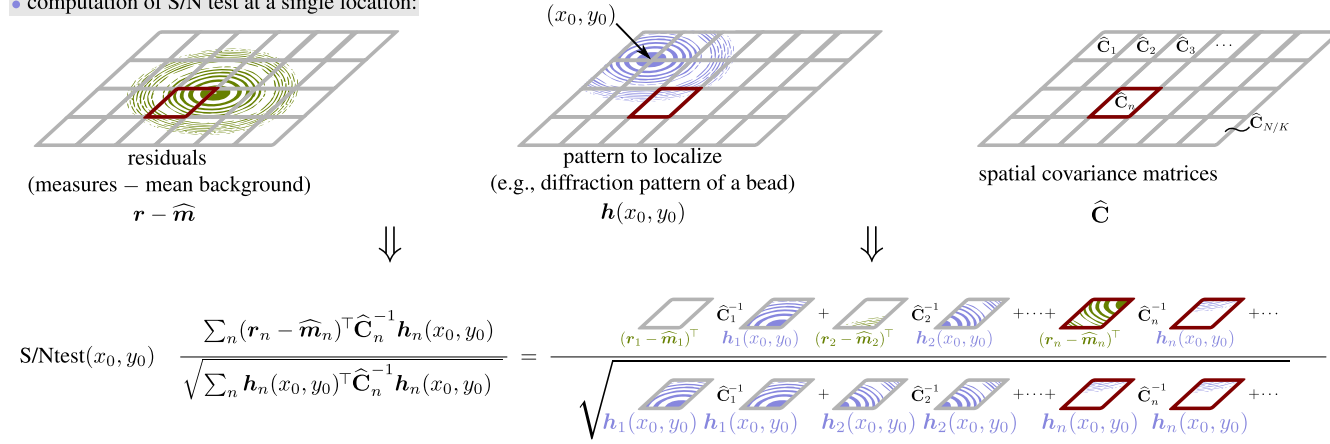 • computation of S/N test at a single location:
(x₀, y₀)
Ĉ₁ Ĉ₂ Ĉ₃ ⋯
Ĉₙ
Ĉ_{N/K}
residuals
(measures − mean background)
r − m̂
pattern to localize
(e.g., diffraction pattern of a bead)
h(x₀, y₀)
spatial covariance matrices
Ĉ
⇓ ⇓
S/Ntest(x₀, y₀) ∑ₙ(rₙ − m̂ₙ)ᵀĈₙ⁻¹hₙ(x₀, y₀)
√∑ₙ hₙ(x₀, y₀)ᵀĈₙ⁻¹hₙ(x₀, y₀)
=
Ĉ₁⁻¹ + Ĉ₂⁻¹ +⋯+ Ĉₙ⁻¹ +⋯
(r₁ − m̂₁)ᵀ h₁(x₀, y₀) (r₂ − m̂₂)ᵀ h₂(x₀, y₀) (rₙ − m̂ₙ)ᵀ hₙ(x₀, y₀)
√ Ĉ₁⁻¹ + Ĉ₂⁻¹ +⋯+ Ĉₙ⁻¹ +⋯
h₁(x₀, y₀) h₁(x₀, y₀) h₂(x₀, y₀) h₂(x₀, y₀) hₙ(x₀, y₀) hₙ(x₀, y₀)